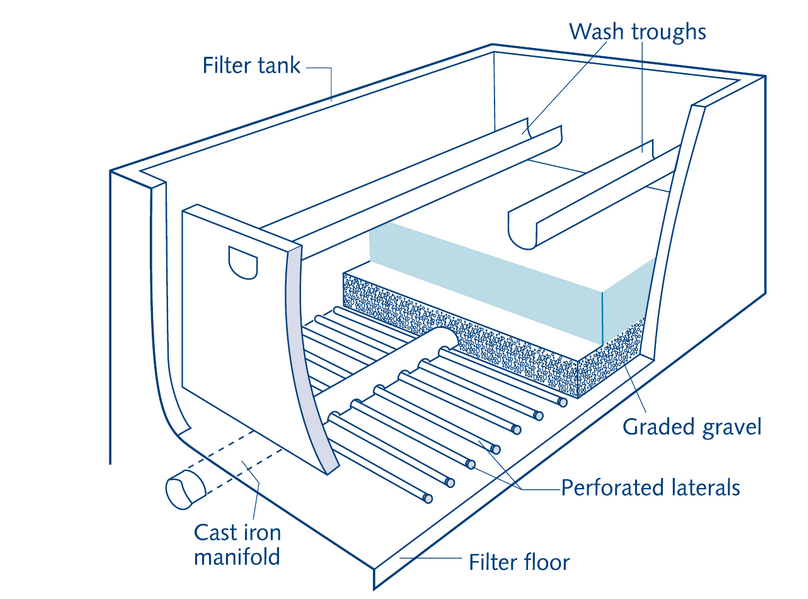 Wash troughs
Filter tank
Graded gravel
Perforated laterals
Cast iron
manifold
Filter floor